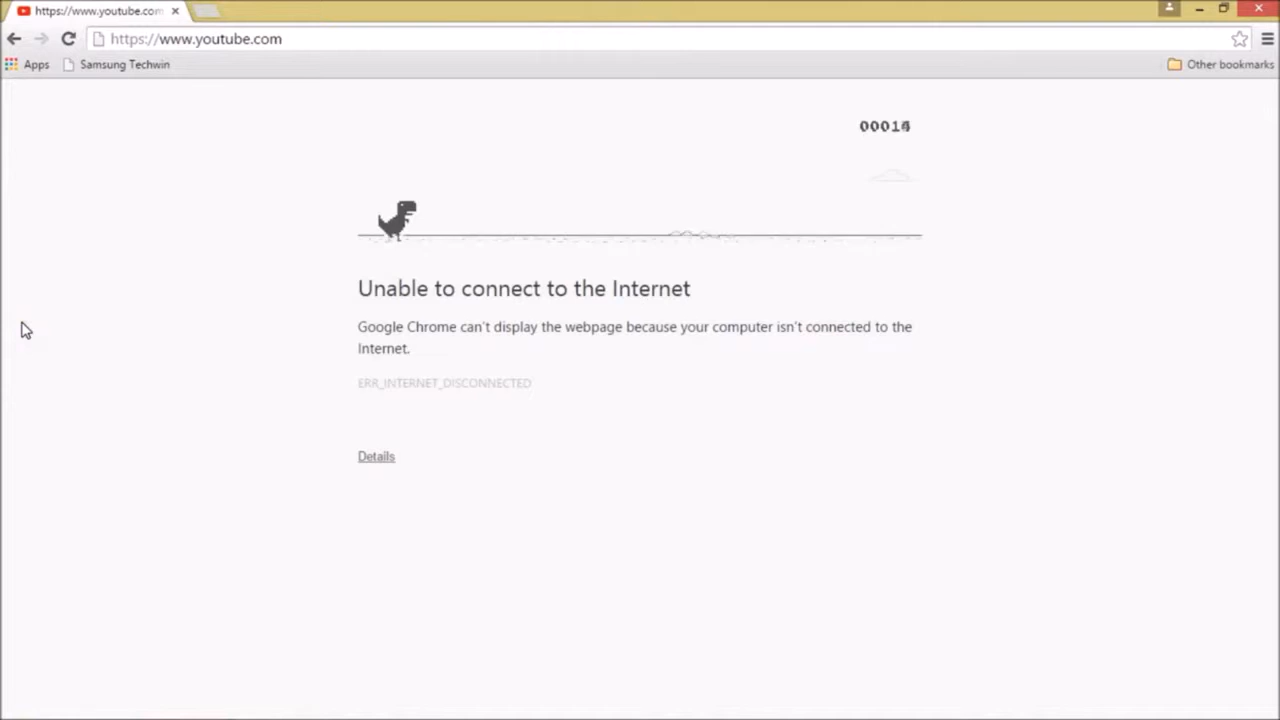 https://www.youtube.com
https://www.youtube.com
Apps
Samsung Techwin
Other bookmarks
Unable to connect to the Internet
Google Chrome can't display the webpage because your computer isn't connected to the
Internet.
ERR_INTERNET_DISCONNECTED
Details